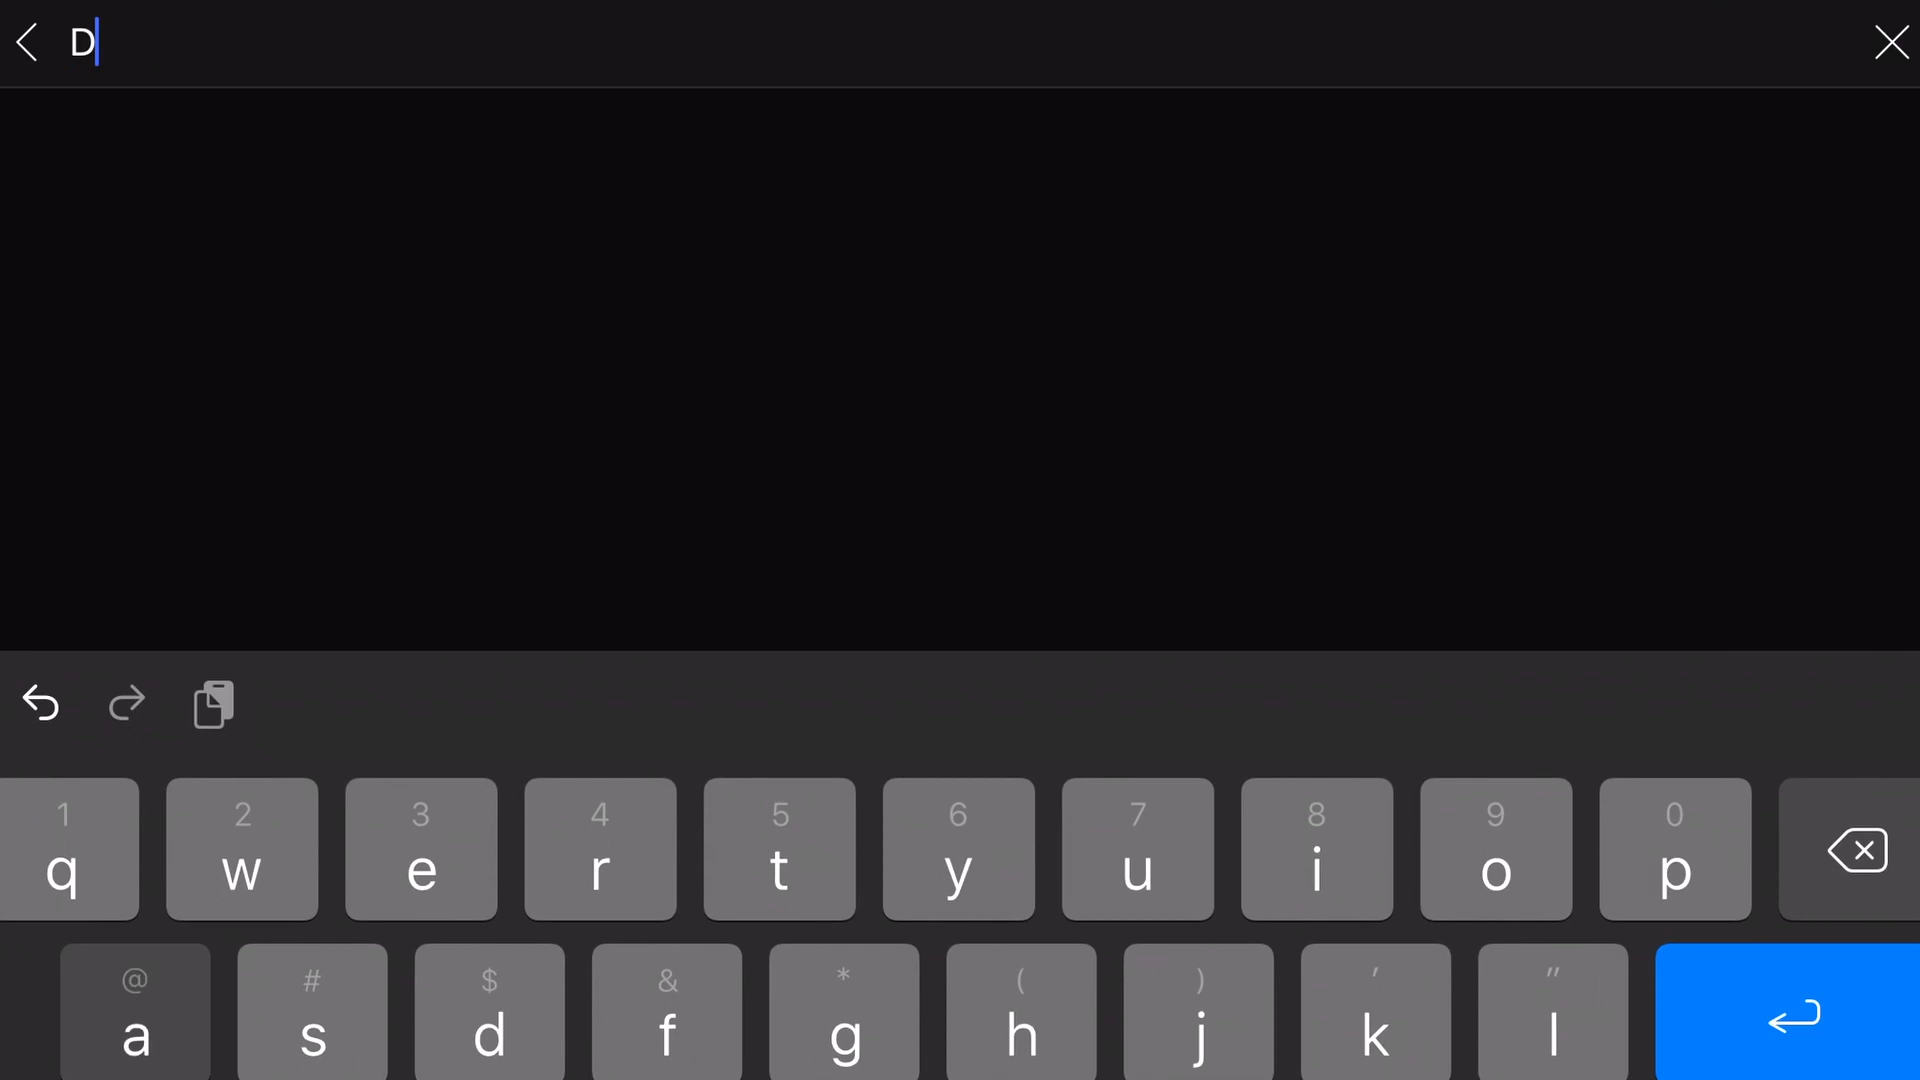 D
1 2 3 4 5 6 7 8 9 0
q w e r t y u i o p
@ # $ & * ( ) ' "
a s d f g h j k l